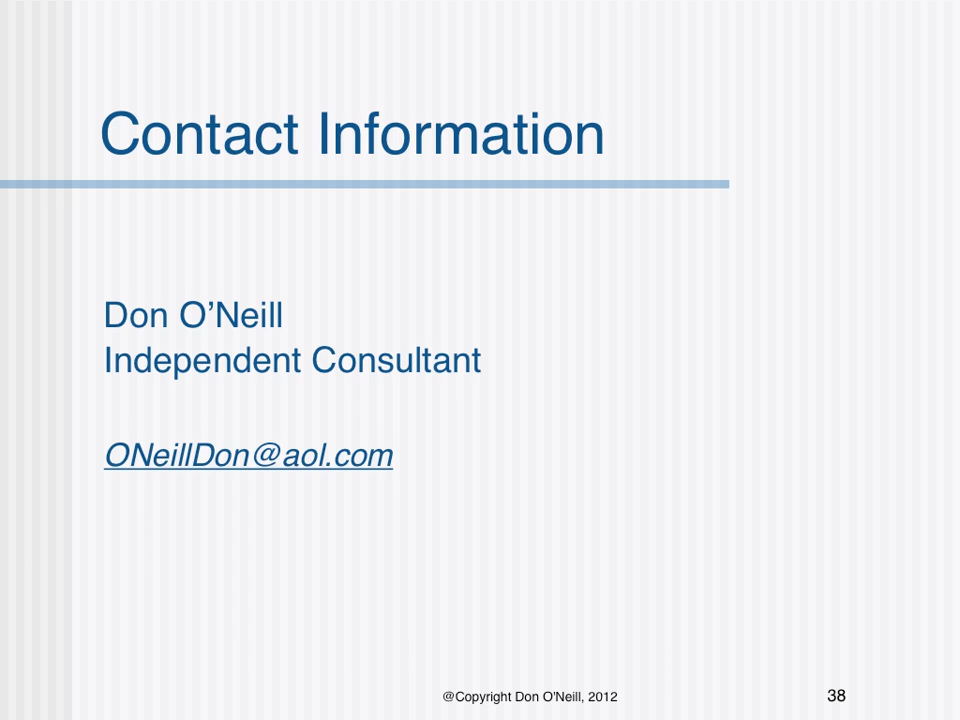 Contact Information
Don O’Neill
Independent Consultant
ONeillDon@aol.com
@Copyright Don O'Neill, 2012
38